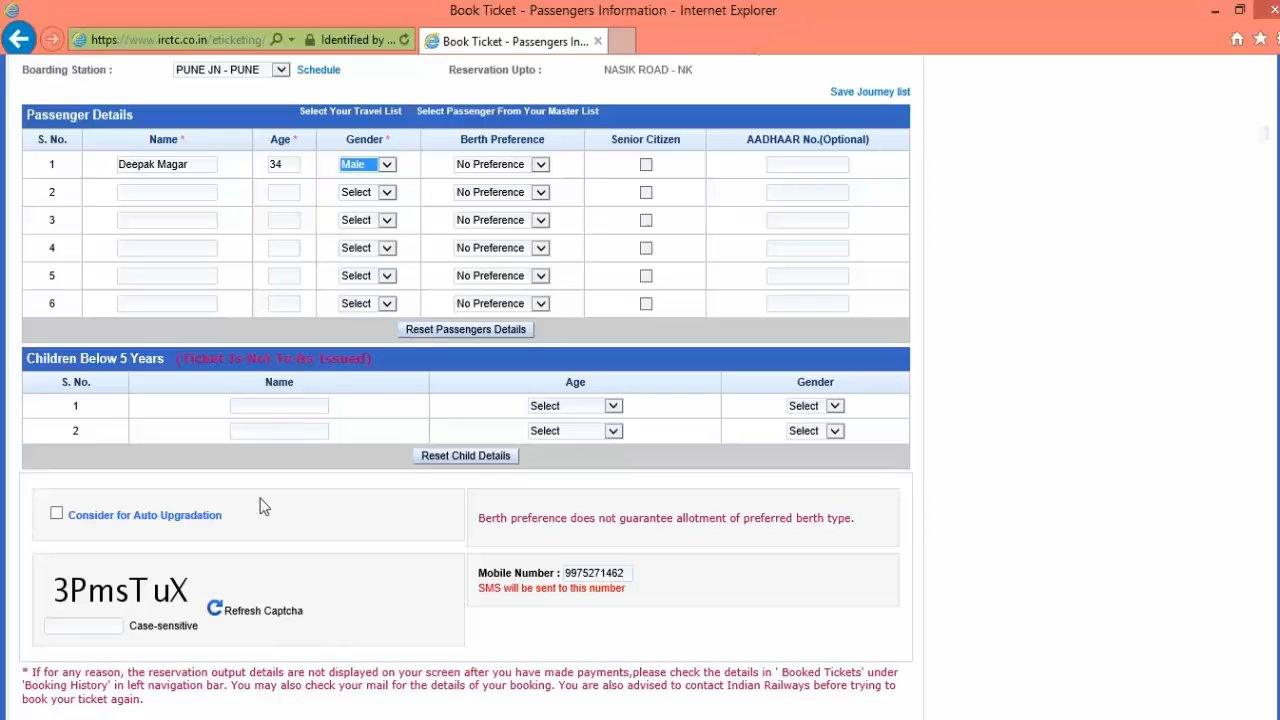 Book Ticket - Passengers Information - Internet Explorer
https://www.irctc.co.in/eticketing/ Identified by ... Book Ticket - Passengers In...
Boarding Station : PUNE JN - PUNE Schedule Reservation Upto : NASIK ROAD - NK
Save Journey list
Passenger Details Select Your Travel List Select Passenger From Your Master List
S. No. Name * Age * Gender * Berth Preference Senior Citizen AADHAAR No.(Optional)
1 Deepak Magar 34 Male No Preference
2 Select No Preference
3 Select No Preference
4 Select No Preference
5 Select No Preference
6 Select No Preference
Reset Passengers Details
Children Below 5 Years (Ticket Is Not To Be Issued)
S. No. Name Age Gender
1 Select Select
2 Select Select
Reset Child Details
Consider for Auto Upgradation
Berth preference does not guarantee allotment of preferred berth type.
3PmsTuX
Refresh Captcha
Case-sensitive
Mobile Number : 9975271462
SMS will be sent to this number
* If for any reason, the reservation output details are not displayed on your screen after you have made payments,please check the details in ' Booked Tickets' under
'Booking History' in left navigation bar. You may also check your mail for the details of your booking. You are also advised to contact Indian Railways before trying to
book your ticket again.